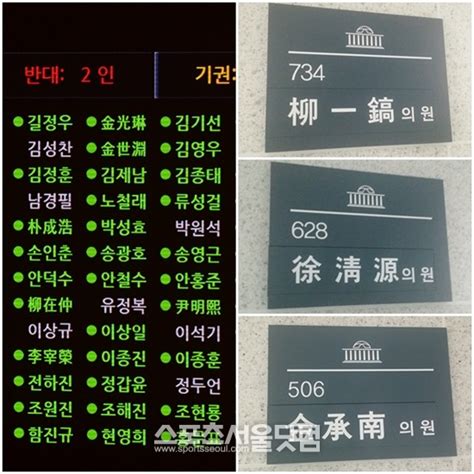 반대: 2 인 기권:
길정우 金光琳 김기선
김성찬 金世淵 김영우
김정훈 김제남 김종태
남경필 노철래 류성걸
朴成浩 박성효 박원석
손인춘 송광호 송영근
안덕수 안철수 안홍준
柳在仲 유정복 尹明熙
이상규 이상일 이석기
李宰榮 이종진 이종훈
전하진 정갑윤 정두언
조원진 조해진 조현룡
함진규 현영희
734
柳一鎬 의원
628
徐淸源 의원
506
金承南 의원
스포츠서울닷컴
www.sportsseoul.com